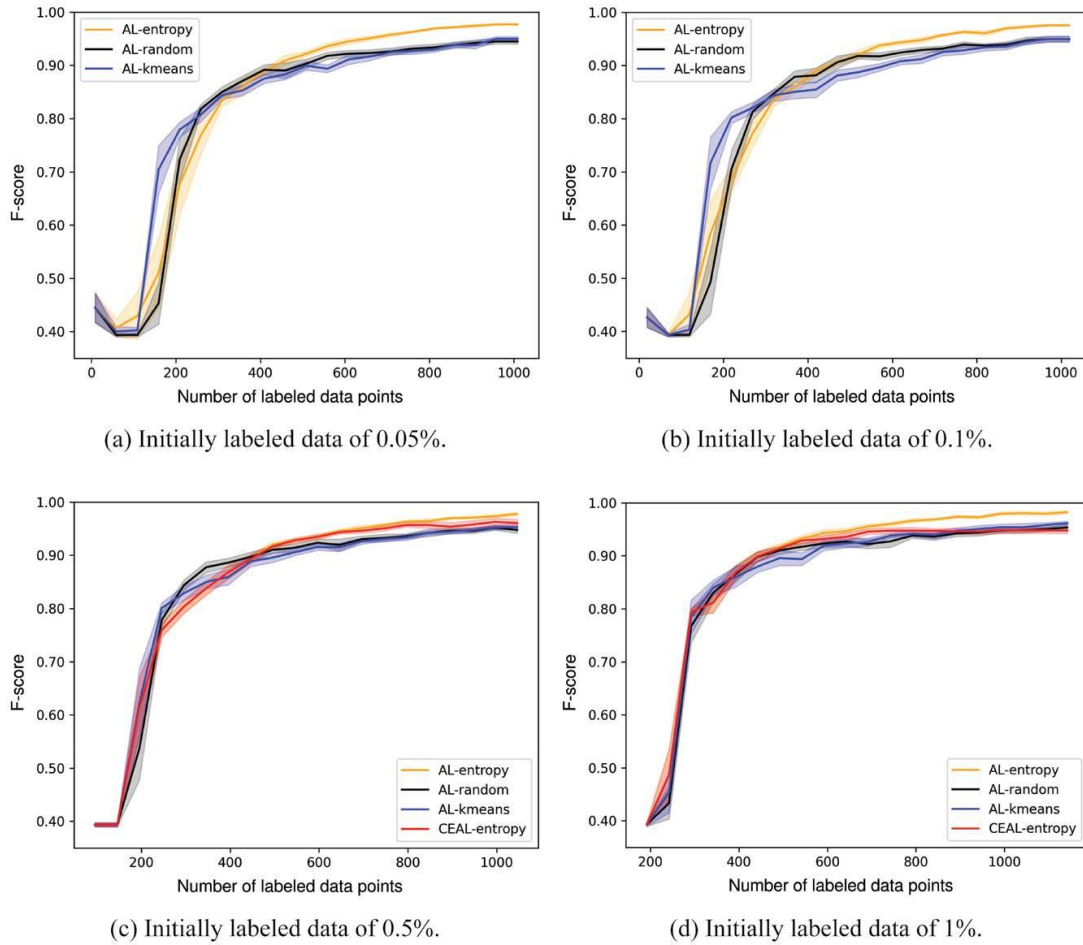 1.00
0.90
0.80
0.70
0.60
0.50
0.40
F-score
AL-entropy
AL-random
AL-kmeans
0 200 400 600 800 1000
Number of labeled data points
(a) Initially labeled data of 0.05%.
1.00
0.90
0.80
0.70
0.60
0.50
0.40
F-score
AL-entropy
AL-random
AL-kmeans
0 200 400 600 800 1000
Number of labeled data points
(b) Initially labeled data of 0.1%.
1.00
0.90
0.80
0.70
0.60
0.50
0.40
F-score
AL-entropy
AL-random
AL-kmeans
CEAL-entropy
200 400 600 800 1000
Number of labeled data points
(c) Initially labeled data of 0.5%.
1.00
0.90
0.80
0.70
0.60
0.50
0.40
F-score
AL-entropy
AL-random
AL-kmeans
CEAL-entropy
200 400 600 800 1000
Number of labeled data points
(d) Initially labeled data of 1%.